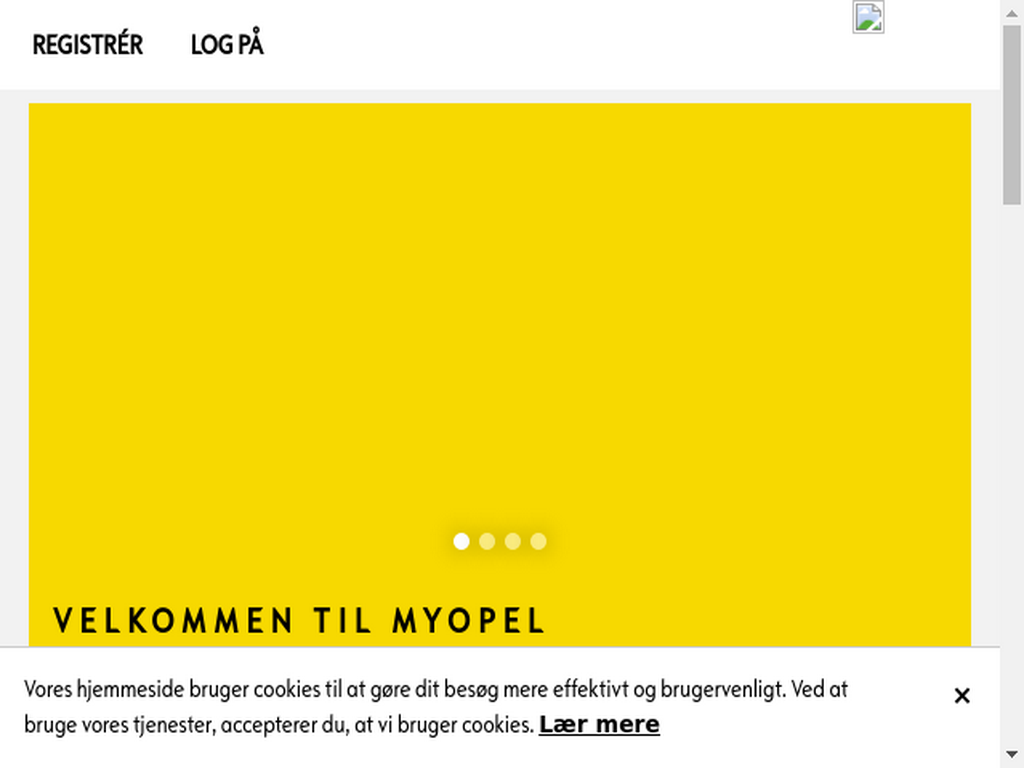 REGISTRÉR LOG PÅ
VELKOMMEN TIL MYOPEL
Vores hjemmeside bruger cookies til at gøre dit besøg mere effektivt og brugervenligt. Ved at
bruge vores tjenester, accepterer du, at vi bruger cookies. Lær mere